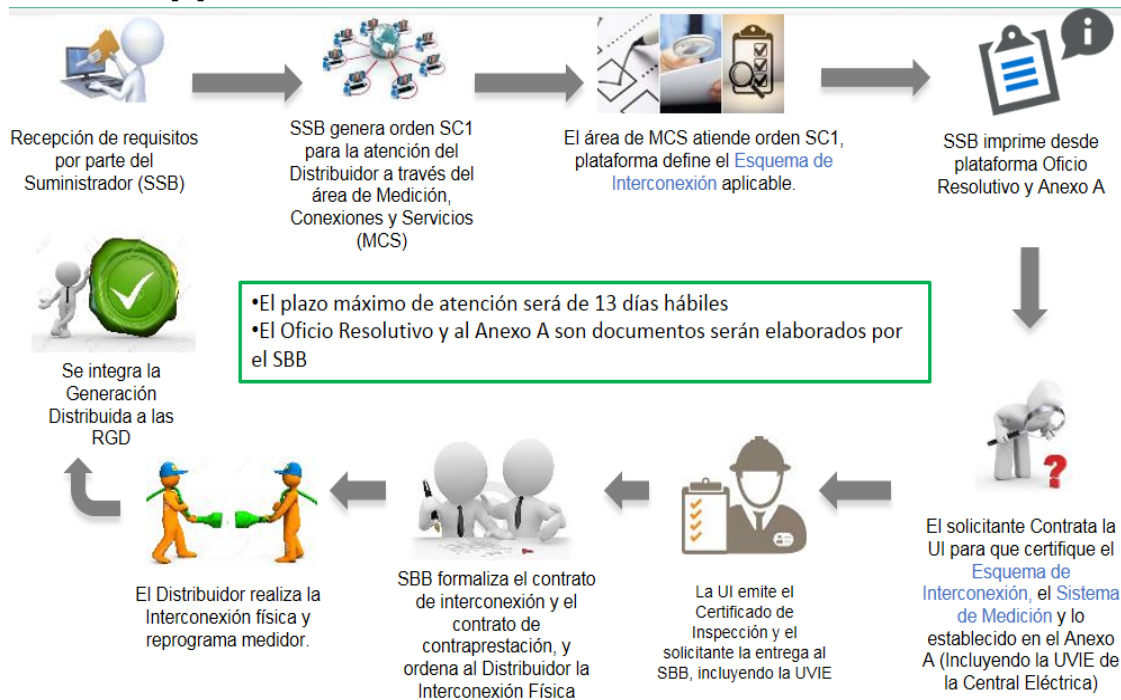 Recepción de requisitos
por parte del
Suministrador (SSB)
SSB genera orden SC1
para la atención del
Distribuidor a través del
área de Medición,
Conexiones y Servicios
(MCS)
El área de MCS atiende orden SC1,
plataforma define el Esquema de
Interconexión aplicable.
i
SSB imprime desde
plataforma Oficio
Resolutivo y Anexo A
•El plazo máximo de atención será de 13 días hábiles
•El Oficio Resolutivo y al Anexo A son documentos serán elaborados por
el SBB
?
El solicitante Contrata la
UI para que certifique el
Esquema de
Interconexión, el Sistema
de Medición y lo
establecido en el Anexo
A (Incluyendo la UVIE de
la Central Eléctrica)
La UI emite el
Certificado de
Inspección y el
solicitante la entrega al
SBB, incluyendo la UVIE
SBB formaliza el contrato
de interconexión y el
contrato de
contraprestación, y
ordena al Distribuidor la
Interconexión Física
El Distribuidor realiza la
Interconexión física y
reprograma medidor.
Se integra la
Generación
Distribuida a las
RGD